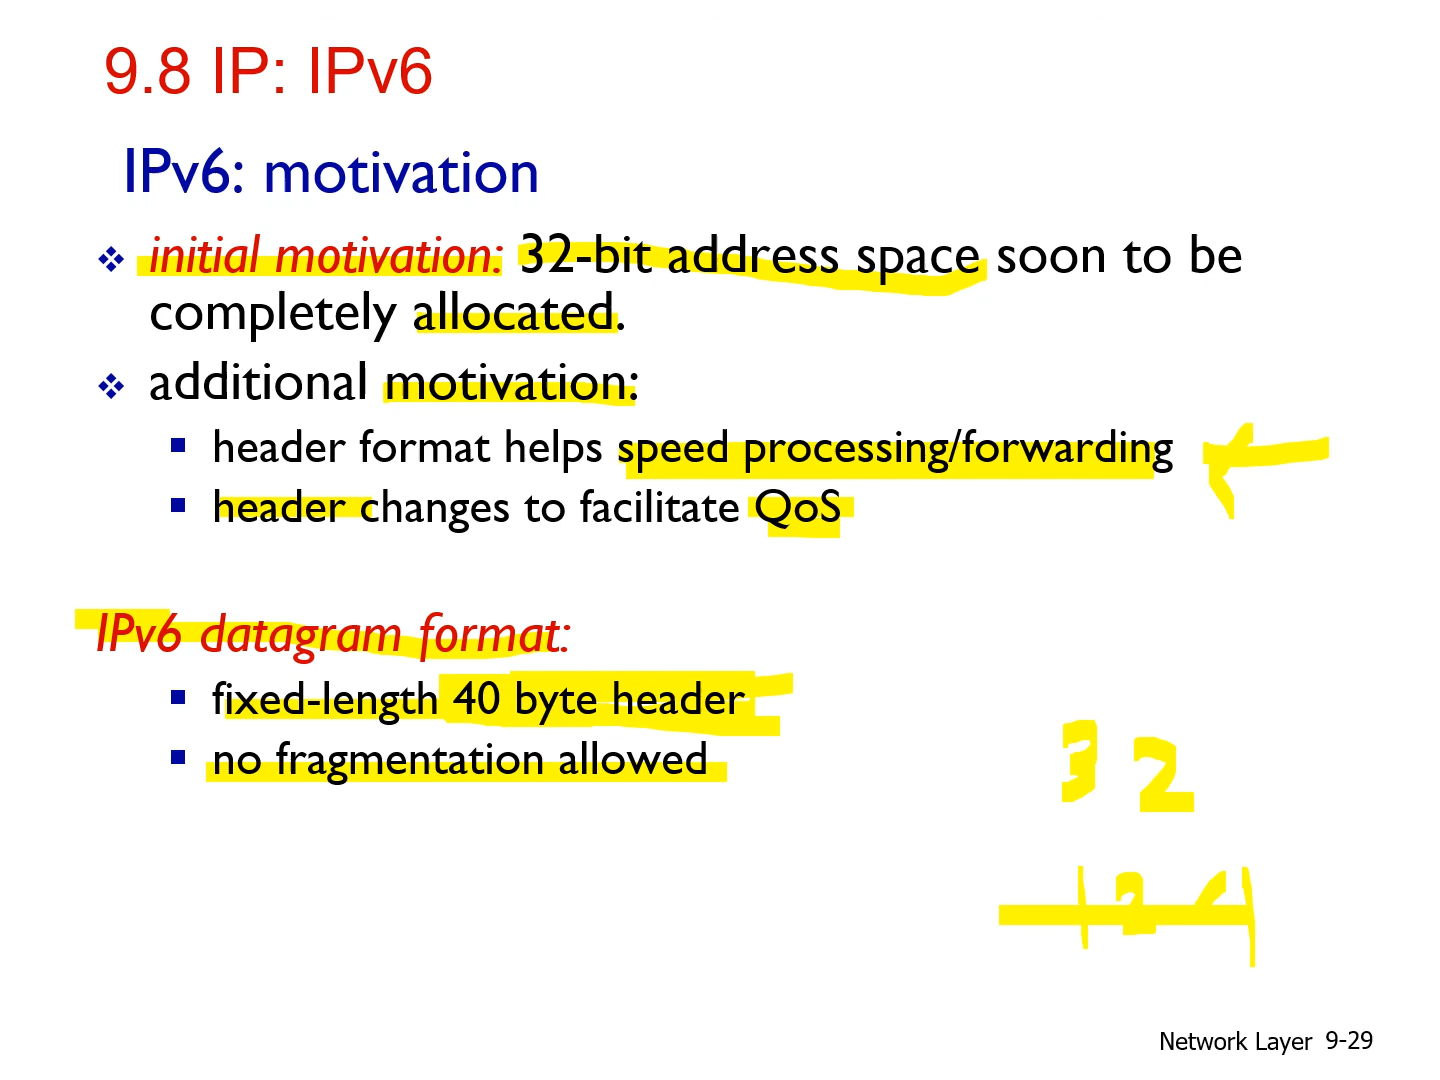 9.8 IP: IPv6
IPv6: motivation
❖ initial motivation: 32-bit address space soon to be
completely allocated.
❖ additional motivation:
▪ header format helps speed processing/forwarding
▪ header changes to facilitate QoS
IPv6 datagram format:
▪ fixed-length 40 byte header
▪ no fragmentation allowed
32
Network Layer 9-29